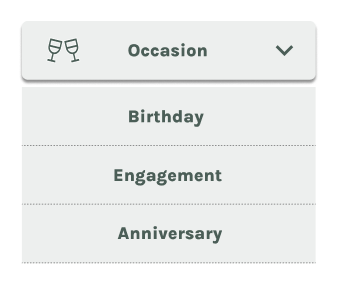 Occasion
Birthday
Engagement
Anniversary